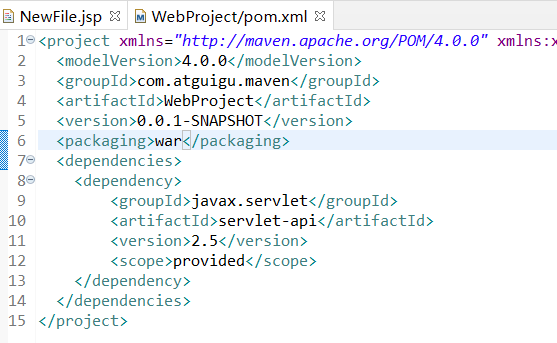 NewFile.jsp WebProject/pom.xml
1 <project xmlns="http://maven.apache.org/POM/4.0.0" xmlns:x
2 <modelVersion>4.0.0</modelVersion>
3 <groupId>com.atguigu.maven</groupId>
4 <artifactId>WebProject</artifactId>
5 <version>0.0.1-SNAPSHOT</version>
6 <packaging>war</packaging>
7 <dependencies>
8 <dependency>
9 <groupId>javax.servlet</groupId>
10 <artifactId>servlet-api</artifactId>
11 <version>2.5</version>
12 <scope>provided</scope>
13 </dependency>
14 </dependencies>
15 </project>